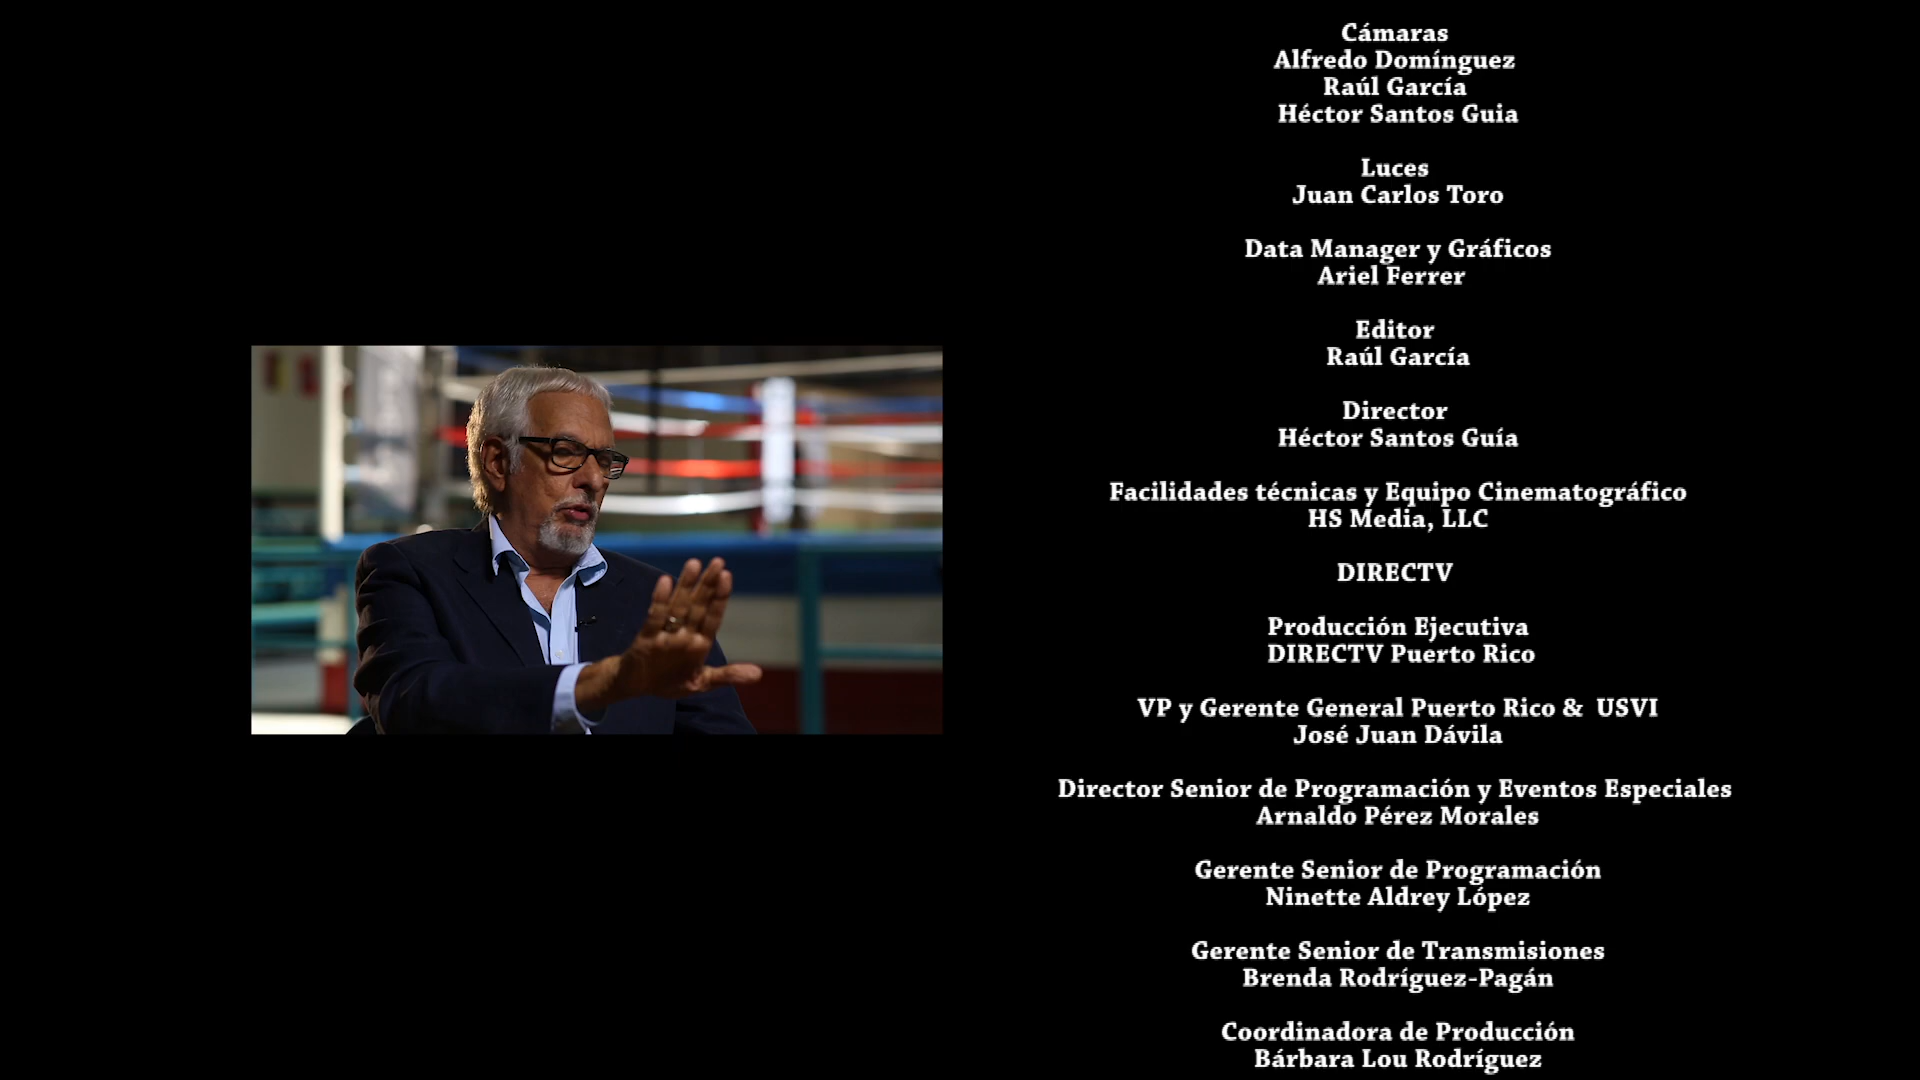 Cámaras
Alfredo Domínguez
Raúl García
Héctor Santos Guia
Luces
Juan Carlos Toro
Data Manager y Gráficos
Ariel Ferrer
Editor
Raúl García
Director
Héctor Santos Guía
Facilidades técnicas y Equipo Cinematográfico
HS Media, LLC
DIRECTV
Producción Ejecutiva
DIRECTV Puerto Rico
VP y Gerente General Puerto Rico & USVI
José Juan Dávila
Director Senior de Programación y Eventos Especiales
Arnaldo Pérez Morales
Gerente Senior de Programación
Ninette Aldrey López
Gerente Senior de Transmisiones
Brenda Rodríguez-Pagán
Coordinadora de Producción
Bárbara Lou Rodríguez